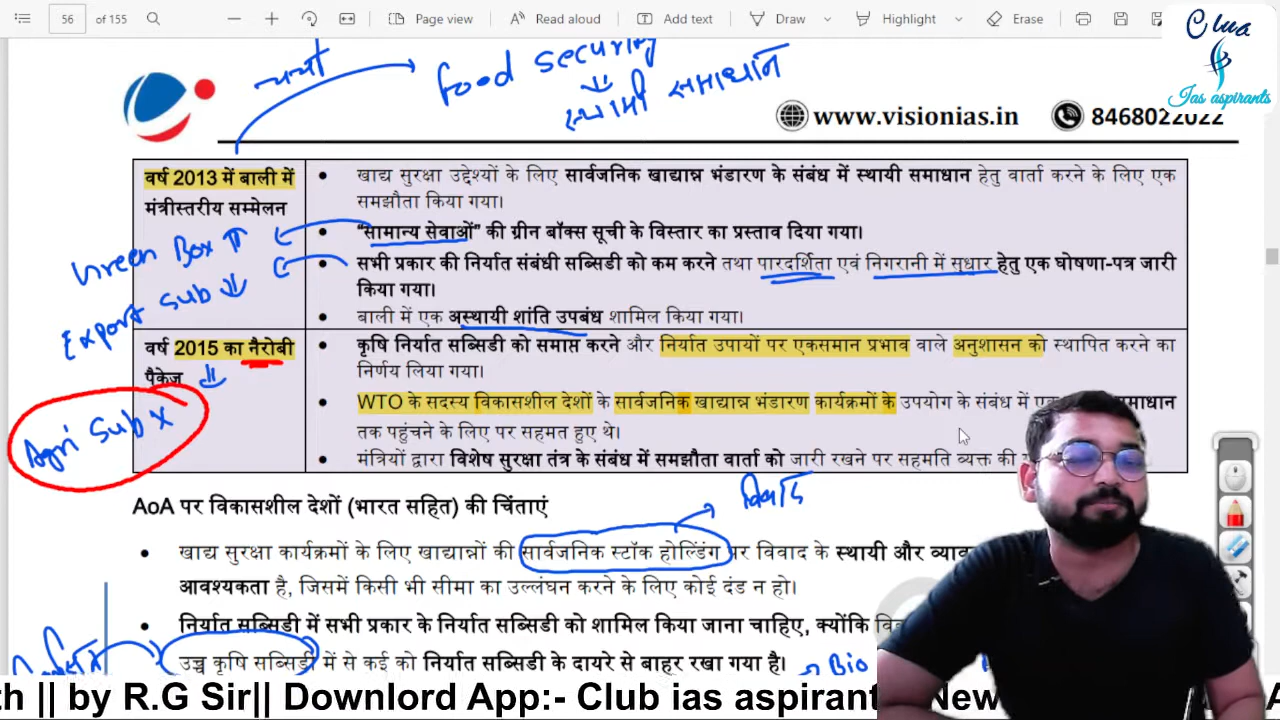 56 of 155
Page view
Read aloud
Add text
Draw
Highlight
Erase
Club
Ias aspirants
चर्चा
food security
स्थायी समाधान
www.visionias.in
8468022022
वर्ष 2013 में बाली में
मंत्रीस्तरीय सम्मेलन
खाद्य सुरक्षा उद्देश्यों के लिए सार्वजनिक खाद्यान्न भंडारण के संबंध में स्थायी समाधान हेतु वार्ता करने के लिए एक
समझौता किया गया।
"सामान्य सेवाओं" की ग्रीन बॉक्स सूची के विस्तार का प्रस्ताव दिया गया।
सभी प्रकार की निर्यात संबंधी सब्सिडी को कम करने तथा पारदर्शिता एवं निगरानी में सुधार हेतु एक घोषणा-पत्र जारी
किया गया।
बाली में एक अस्थायी शांति उपबंध शामिल किया गया।
Green Box
Export Sub
वर्ष 2015 का नैरोबी
पैकेज
कृषि निर्यात सब्सिडी को समाप्त करने और निर्यात उपायों पर एकसमान प्रभाव वाले अनुशासन को स्थापित करने का
निर्णय लिया गया।
WTO के सदस्य विकासशील देशों के सार्वजनिक खाद्यान्न भंडारण कार्यक्रमों के उपयोग के संबंध में
तक पहुंचने के लिए पर सहमत हुए थे।
मंत्रियों द्वारा विशेष सुरक्षा तंत्र के संबंध में समझौता वार्ता को जारी रखने पर सहमति व्यक्त की
Agri Sub X
AoA पर विकासशील देशों (भारत सहित) की चिंताएं
विवाद
खाद्य सुरक्षा कार्यक्रमों के लिए खाद्यान्नों की सार्वजनिक स्टॉक होल्डिंग पर विवाद के स्थायी और
आवश्यकता है, जिसमें किसी भी सीमा का उल्लंघन करने के लिए कोई दंड न हो।
निर्यात सब्सिडी में सभी प्रकार के निर्यात सब्सिडी को शामिल किया जाना चाहिए, क्योंकि
उच्च कृषि सब्सिडी में से कई को निर्यात सब्सिडी के दायरे से बाहर रखा गया है।
Bio
th || by R.G Sir|| Downlord App:- Club ias aspirant
New